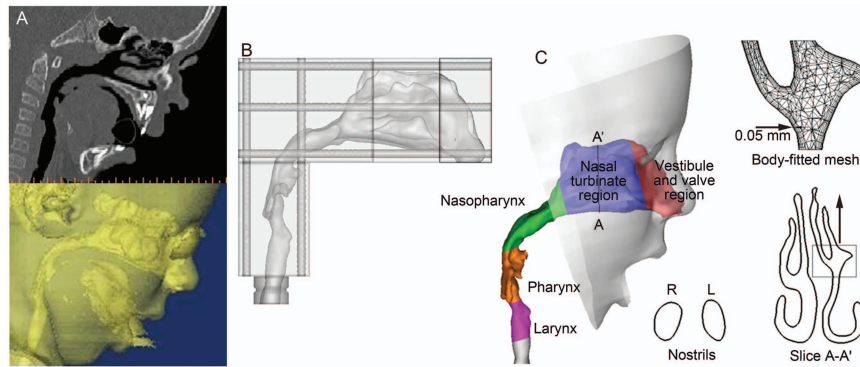 A
B
C
A'
Nasal
turbinate
region
Vestibule
and valve
region
A
Nasopharynx
Pharynx
Larynx
R
L
Nostrils
0.05 mm
Body-fitted mesh
Slice A-A'